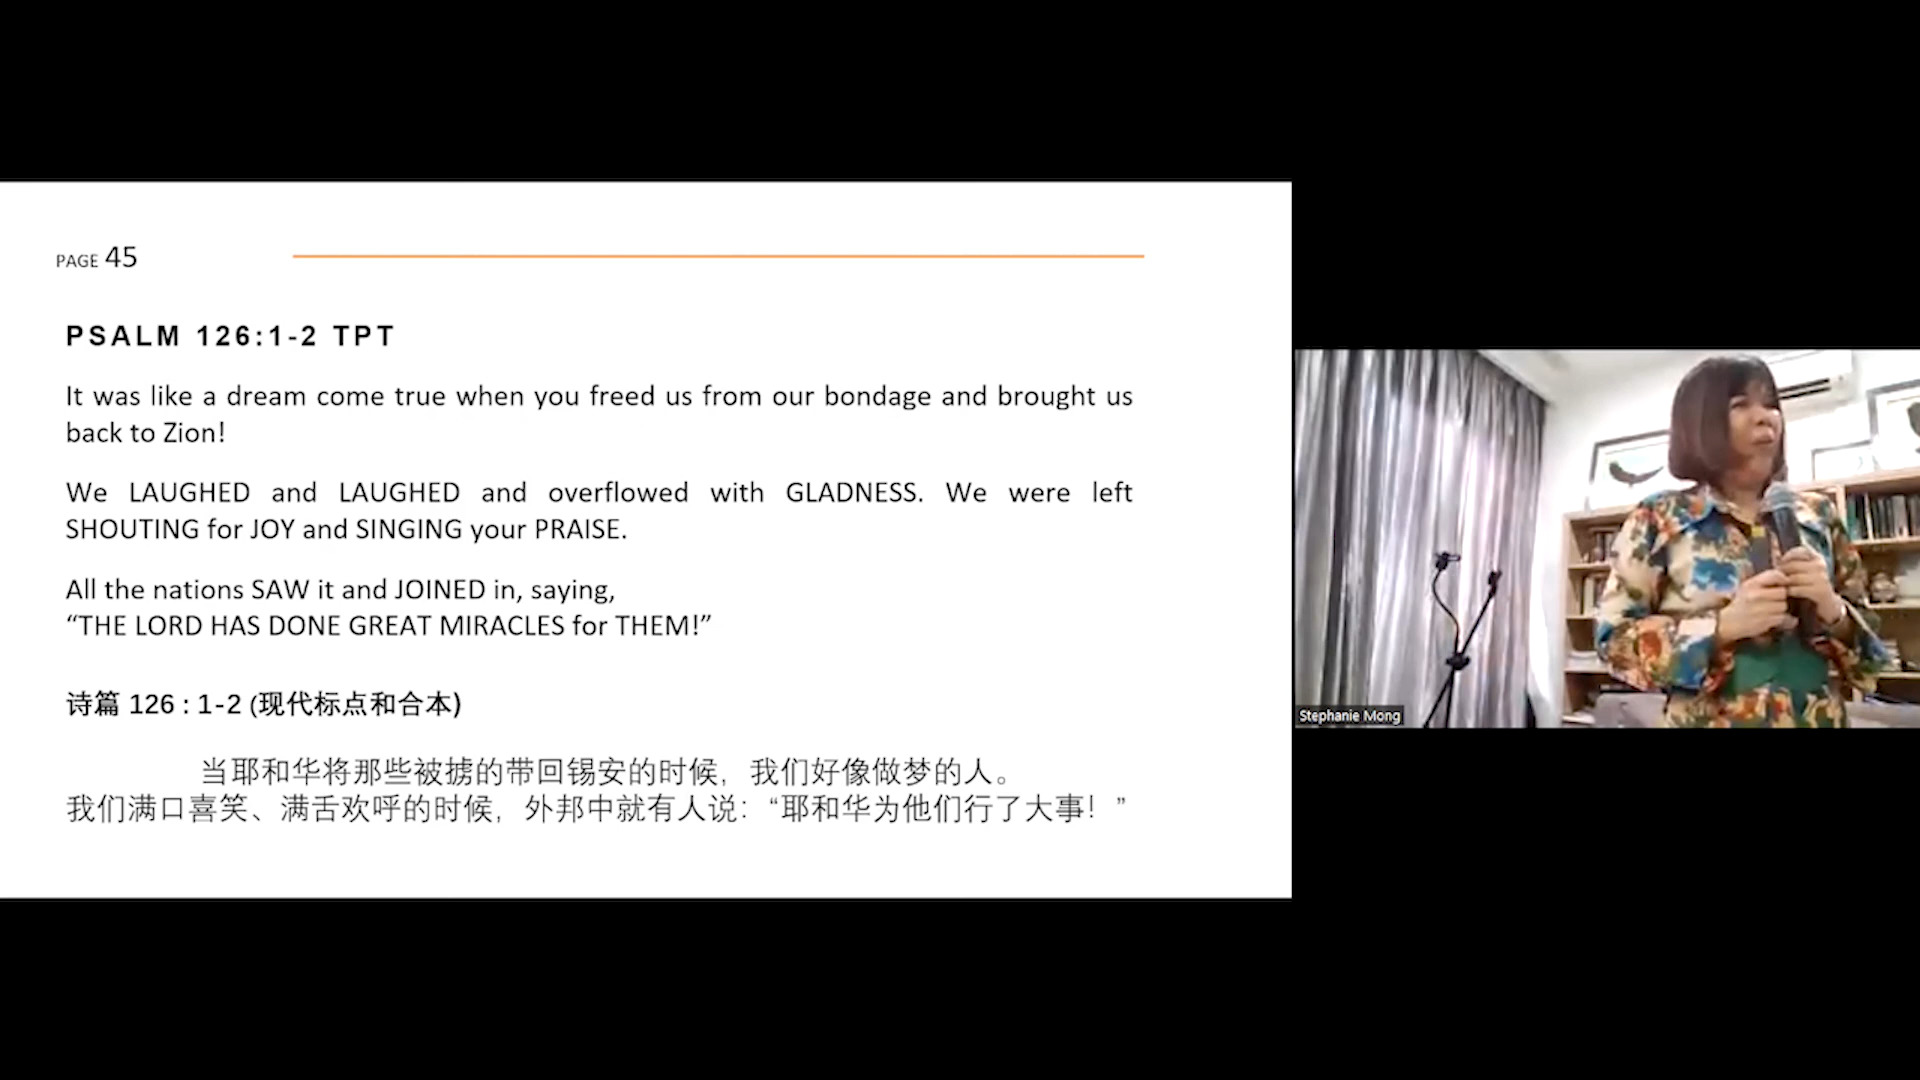 PAGE 45
PSALM 126:1-2 TPT
It was like a dream come true when you freed us from our bondage and brought us
back to Zion!
We LAUGHED and LAUGHED and overflowed with GLADNESS. We were left
SHOUTING for JOY and SINGING your PRAISE.
All the nations SAW it and JOINED in, saying,
“THE LORD HAS DONE GREAT MIRACLES for THEM!”
诗篇 126 : 1-2 (现代标点和合本)
当耶和华将那些被掳的带回锡安的时候，我们好像做梦的人。
我们满口喜笑、满舌欢呼的时候，外邦中就有人说：“耶和华为他们行了大事！”
Stephanie Mong